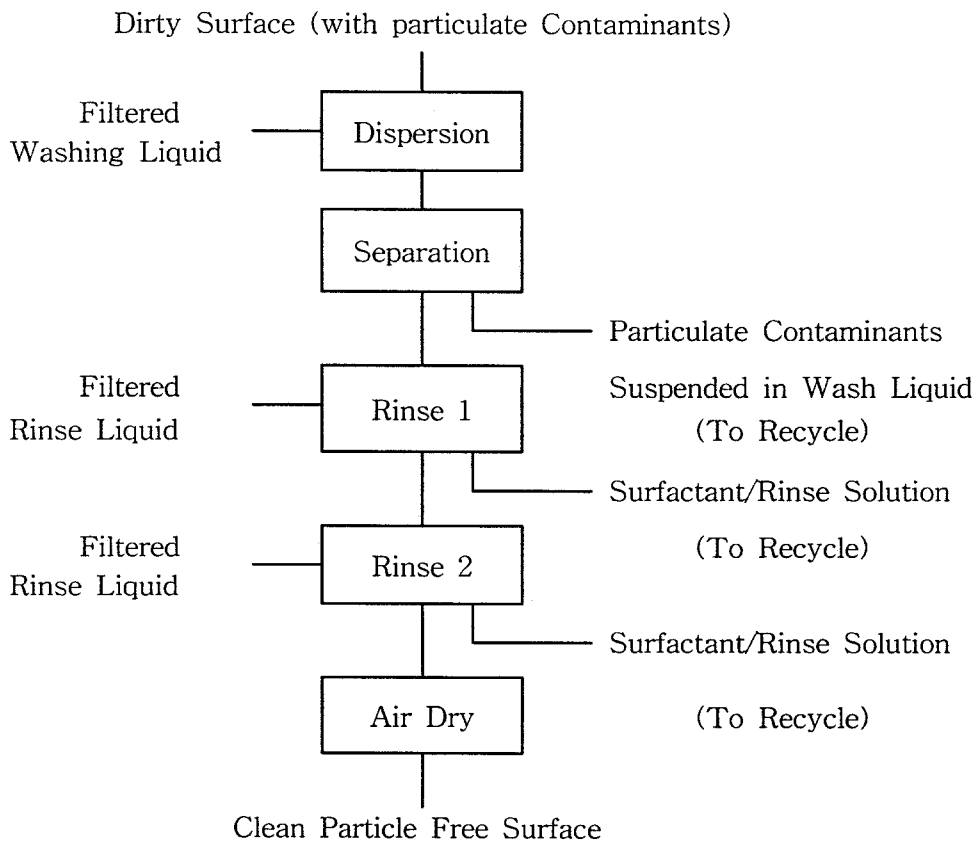 Dirty Surface (with particulate Contaminants)
Filtered
Washing Liquid
Dispersion
Separation
Particulate Contaminants
Suspended in Wash Liquid
(To Recycle)
Filtered
Rinse Liquid
Rinse 1
Surfactant/Rinse Solution
(To Recycle)
Filtered
Rinse Liquid
Rinse 2
Surfactant/Rinse Solution
(To Recycle)
Air Dry
Clean Particle Free Surface